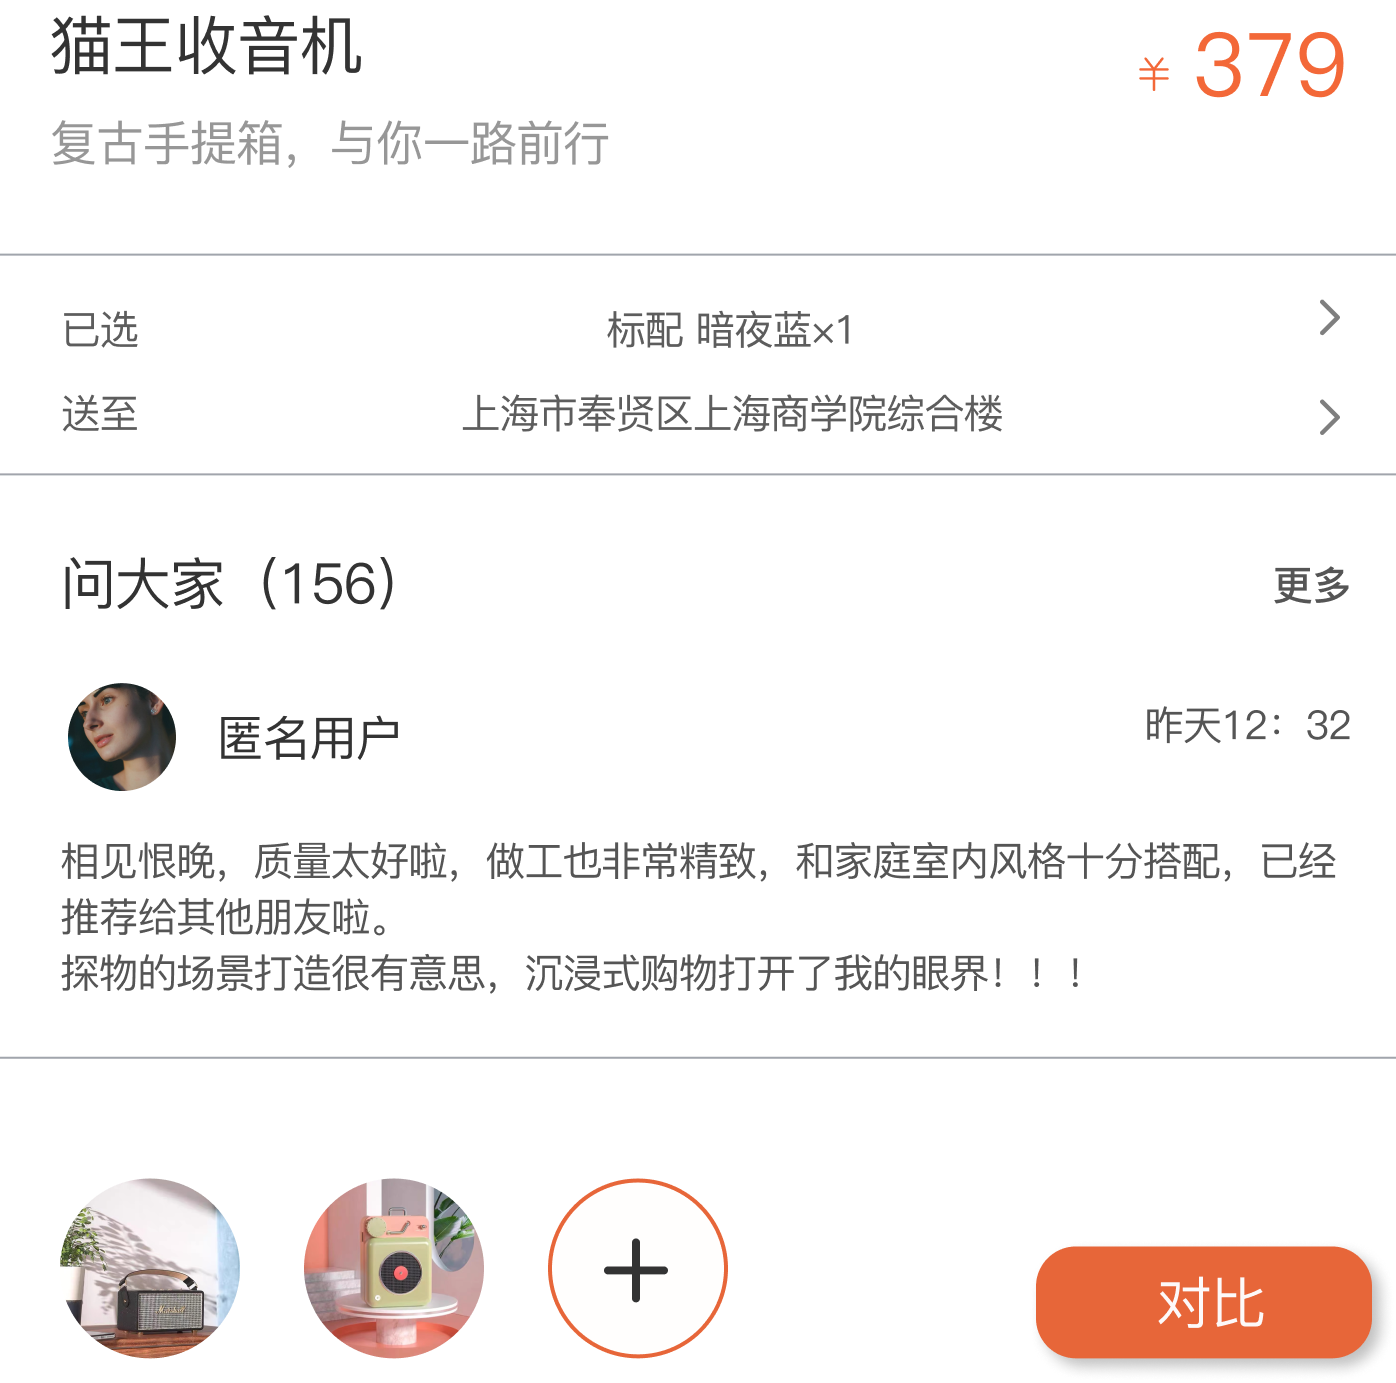 猫王收音机
¥ 379
复古手提箱，与你一路前行
已选 标配 暗夜蓝×1
送至 上海市奉贤区上海商学院综合楼
问大家（156） 更多
匿名用户 昨天12：32
相见恨晚，质量太好啦，做工也非常精致，和家庭室内风格十分搭配，已经
推荐给其他朋友啦。
探物的场景打造很有意思，沉浸式购物打开了我的眼界！！！
对比